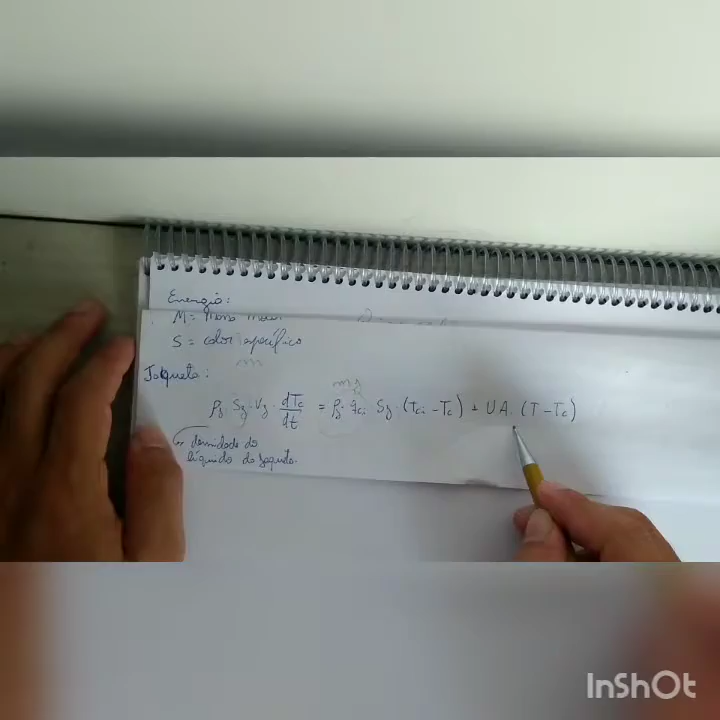 Energia:
M =
S = calor específico
m
Jaqueta:
mj
ρj · Sj · Vj · dTc/dt = ρj · qci · Sj · (Tci - Tc) + UA · (T - Tc)
densidade do
líquido da jaqueta.
InShOt